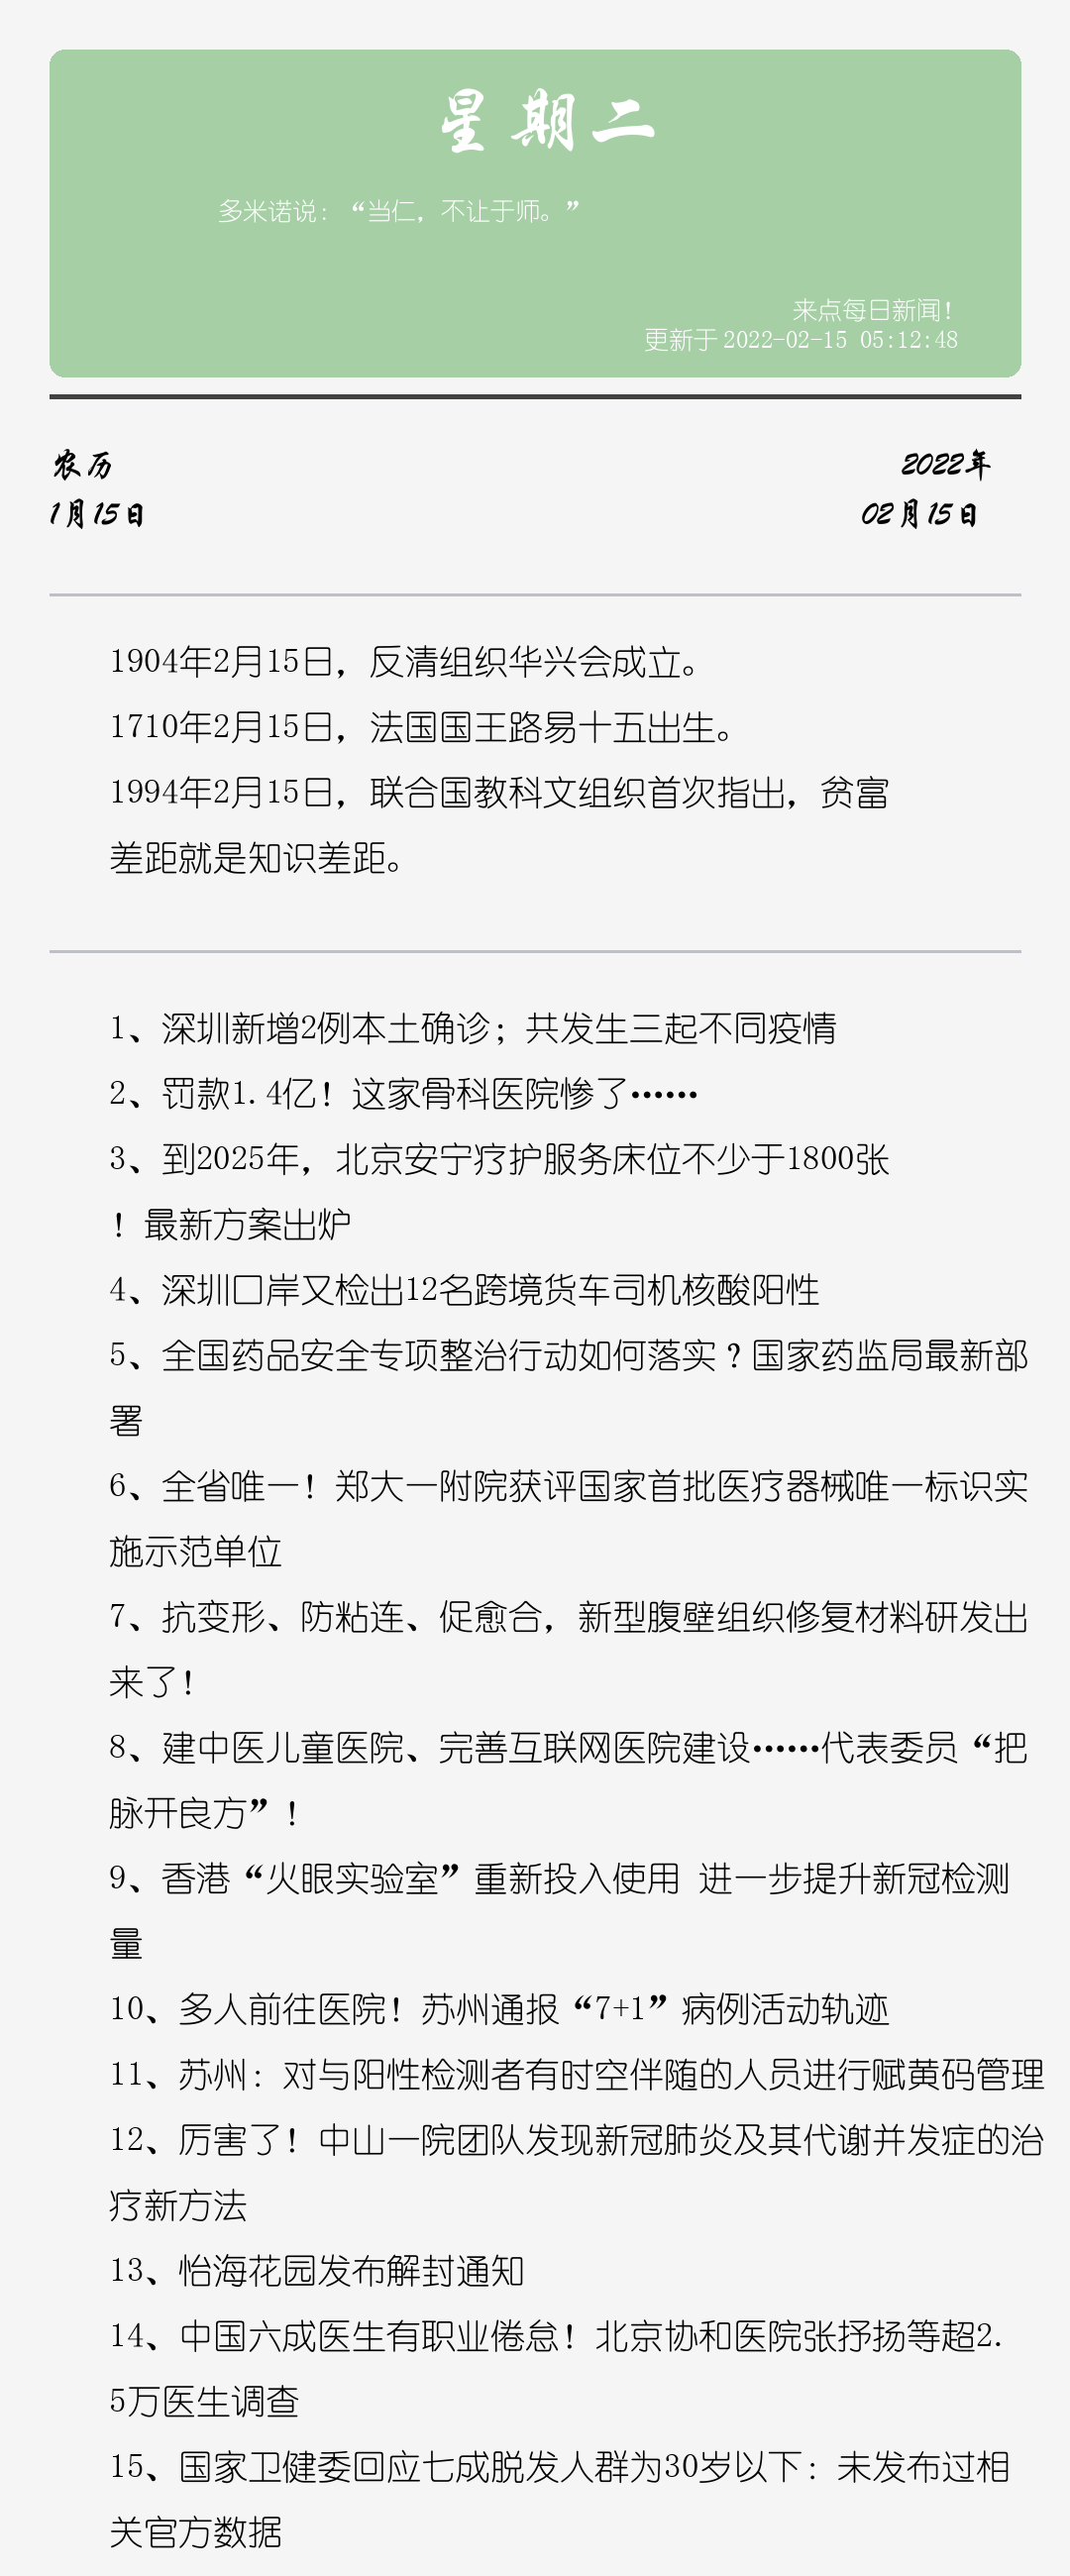 星期二
多米诺说：“当仁，不让于师。”
来点每日新闻！
更新于 2022-02-15 05:12:48
农历
2022年
1月15日
02月15日
1904年2月15日，反清组织华兴会成立。
1710年2月15日，法国国王路易十五出生。
1994年2月15日，联合国教科文组织首次指出，贫富
差距就是知识差距。
1、深圳新增2例本土确诊；共发生三起不同疫情
2、罚款1.4亿！这家骨科医院惨了……
3、到2025年，北京安宁疗护服务床位不少于1800张
！最新方案出炉
4、深圳口岸又检出12名跨境货车司机核酸阳性
5、全国药品安全专项整治行动如何落实？国家药监局最新部
署
6、全省唯一！郑大一附院获评国家首批医疗器械唯一标识实
施示范单位
7、抗变形、防粘连、促愈合，新型腹壁组织修复材料研发出
来了！
8、建中医儿童医院、完善互联网医院建设……代表委员“把
脉开良方”！
9、香港“火眼实验室”重新投入使用 进一步提升新冠检测
量
10、多人前往医院！苏州通报“7+1”病例活动轨迹
11、苏州：对与阳性检测者有时空伴随的人员进行赋黄码管理
12、厉害了！中山一院团队发现新冠肺炎及其代谢并发症的治
疗新方法
13、怡海花园发布解封通知
14、中国六成医生有职业倦怠！北京协和医院张抒扬等超2.
5万医生调查
15、国家卫健委回应七成脱发人群为30岁以下：未发布过相
关官方数据